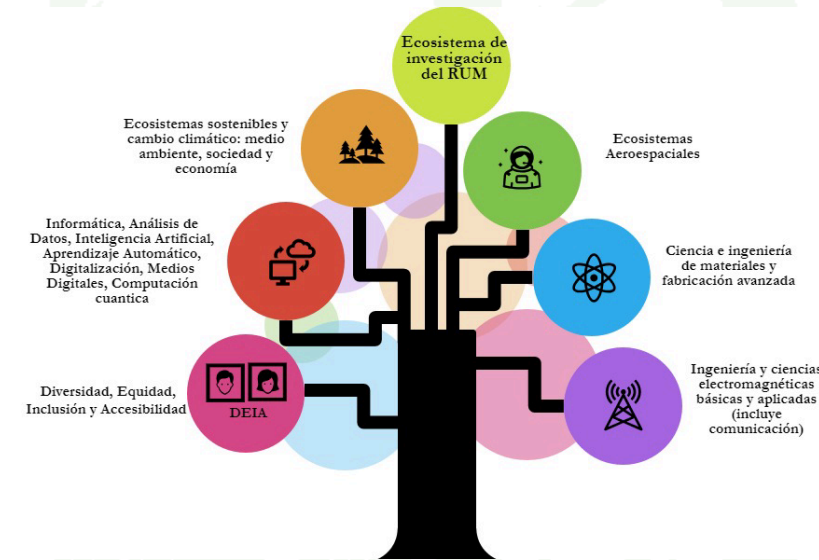 Ecosistema de
investigación
del RUM
Ecosistemas sostenibles y
cambio climático: medio
ambiente, sociedad y
economía
Ecosistemas
Aeroespaciales
Informática, Análisis de
Datos, Inteligencia Artificial,
Aprendizaje Automático,
Digitalización, Medios
Digitales, Computación
cuantica
Ciencia e ingeniería
de materiales y
fabricación avanzada
Diversidad, Equidad,
Inclusión y Accesibilidad
DEIA
Ingeniería y ciencias
electromagnéticas
básicas y aplicadas
(incluye
comunicación)